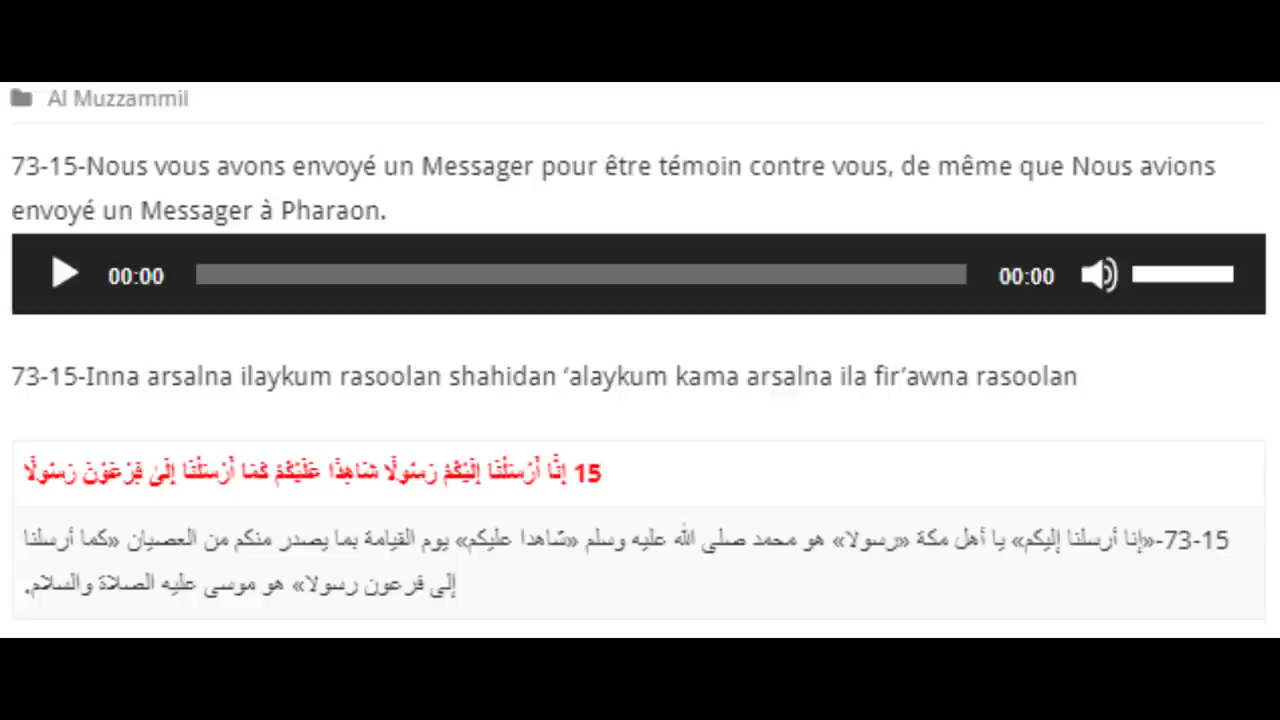 Al Muzzammil
73-15-Nous vous avons envoyé un Messager pour être témoin contre vous, de même que Nous avions
envoyé un Messager à Pharaon.
00:00 00:00
73-15-Inna arsalna ilaykum rasoolan shahidan ‘alaykum kama arsalna ila fir’awna rasoolan
15 إِنَّا أَرْسَلْنَا إِلَيْكُمْ رَسُولًا شَاهِدًا عَلَيْكُمْ كَمَا أَرْسَلْنَا إِلَىٰ فِرْعَوْنَ رَسُولًا
73-15-«إنا أرسلنا إليكم» يا أهل مكة «رسولا» هو محمد صلى الله عليه وسلم «شاهدا عليكم» يوم القيامة بما يصدر منكم من العصيان «كما أرسلنا
إلى فرعون رسولا» هو موسى عليه الصلاة والسلام.